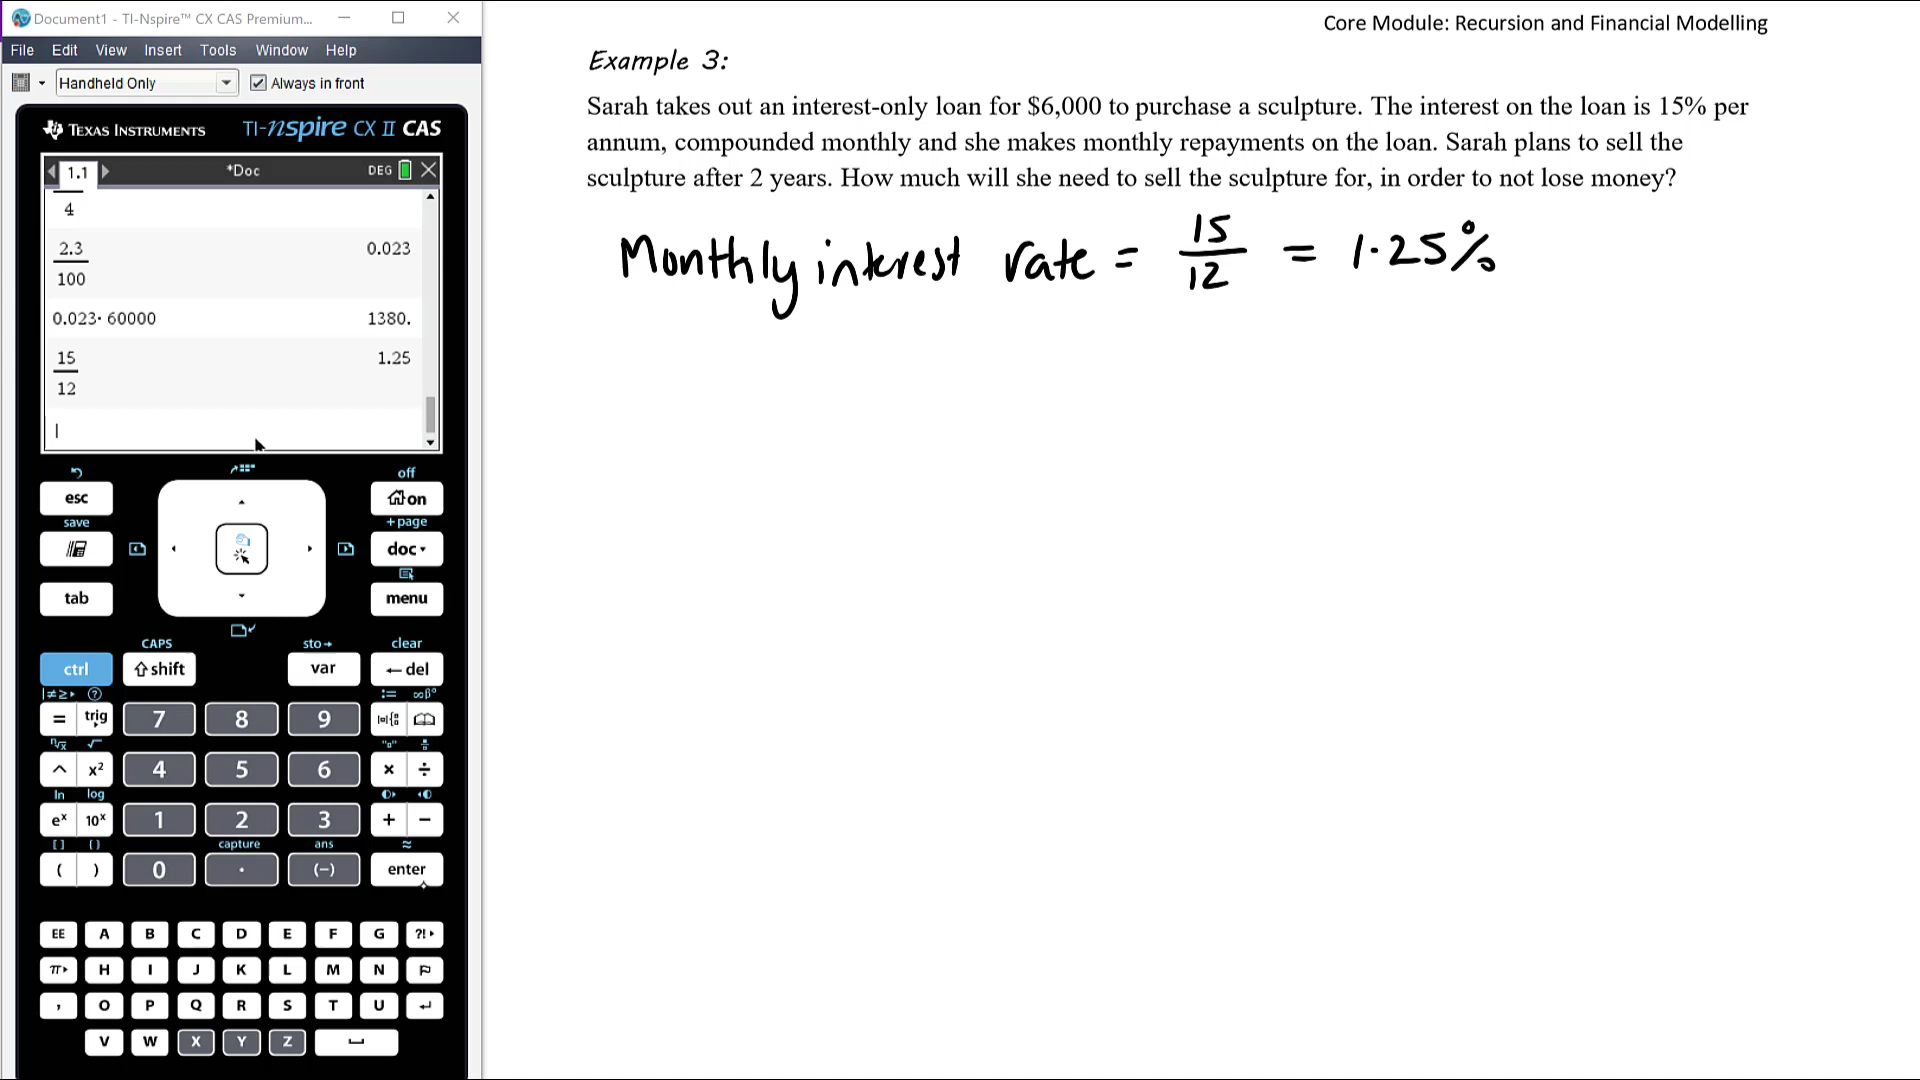 Document1 - TI-Nspire™ CX CAS Premium...
File Edit View Insert Tools Window Help
Handheld Only
Always in front
TEXAS INSTRUMENTS TI-nspire CX II CAS
1.1 *Doc DEG
4
2.3
100
0.023
0.023· 60000 1380.
15
12
1.25
off
esc on
save +page
doc
tab menu
CAPS sto→ clear
ctrl shift var ←del
|≠≥▸ ? := ∞β°
= trig 7 8 9
ⁿ√x √ "□"
^ x² 4 5 6 × ÷
ln log
eˣ 10ˣ 1 2 3 + −
[ ] ( ) capture ans ≈
( ) 0 . (−) enter
EE A B C D E F G ?!▸
π▸ H I J K L M N
, O P Q R S T U ↵
V W X Y Z
Core Module: Recursion and Financial Modelling
Example 3:
Sarah takes out an interest-only loan for $6,000 to purchase a sculpture. The interest on the loan is 15% per
annum, compounded monthly and she makes monthly repayments on the loan. Sarah plans to sell the
sculpture after 2 years. How much will she need to sell the sculpture for, in order to not lose money?
Monthly interest rate = 15/12 = 1.25%